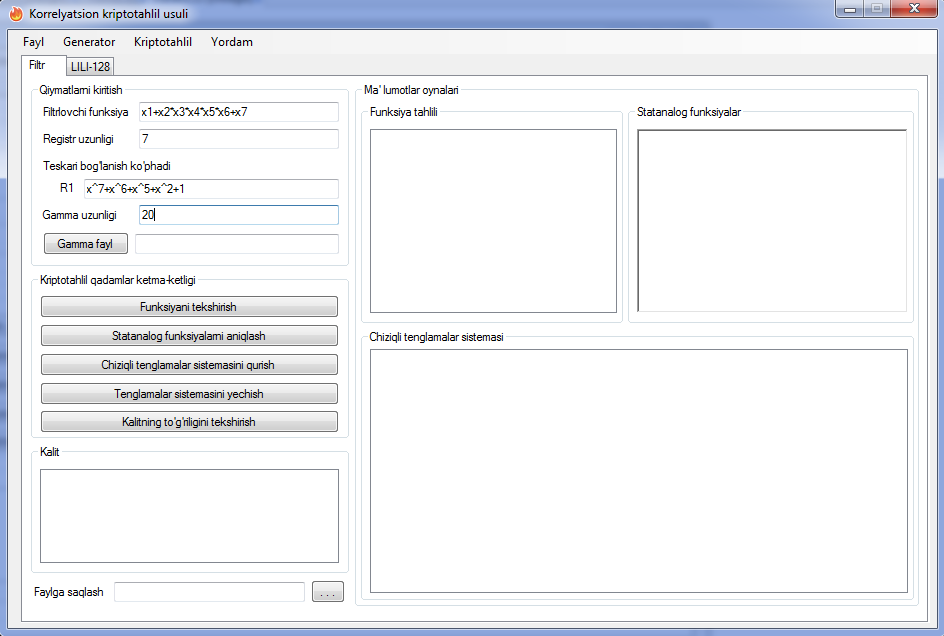 Korrelyatsion kriptotahlil usuli
Fayl Generator Kriptotahlil Yordam
Filtr LILI-128
Qiymatlarni kiritish
Filtrlovchi funksiya x1+x2*x3*x4*x5*x6+x7
Registr uzunligi 7
Teskari bog'lanish ko'phadi
R1 x^7+x^6+x^5+x^2+1
Gamma uzunligi 20
Gamma fayl
Kriptotahlil qadamlar ketma-ketligi
Funksiyani tekshirish
Statanalog funksiyalarni aniqlash
Chiziqli tenglamalar sistemasini qurish
Tenglamalar sistemasini yechish
Kalitning to'g'riligini tekshirish
Kalit
Faylga saqlash ...
Ma'lumotlar oynalari
Funksiya tahlili
Statanalog funksiyalar
Chiziqli tenglamalar sistemasi